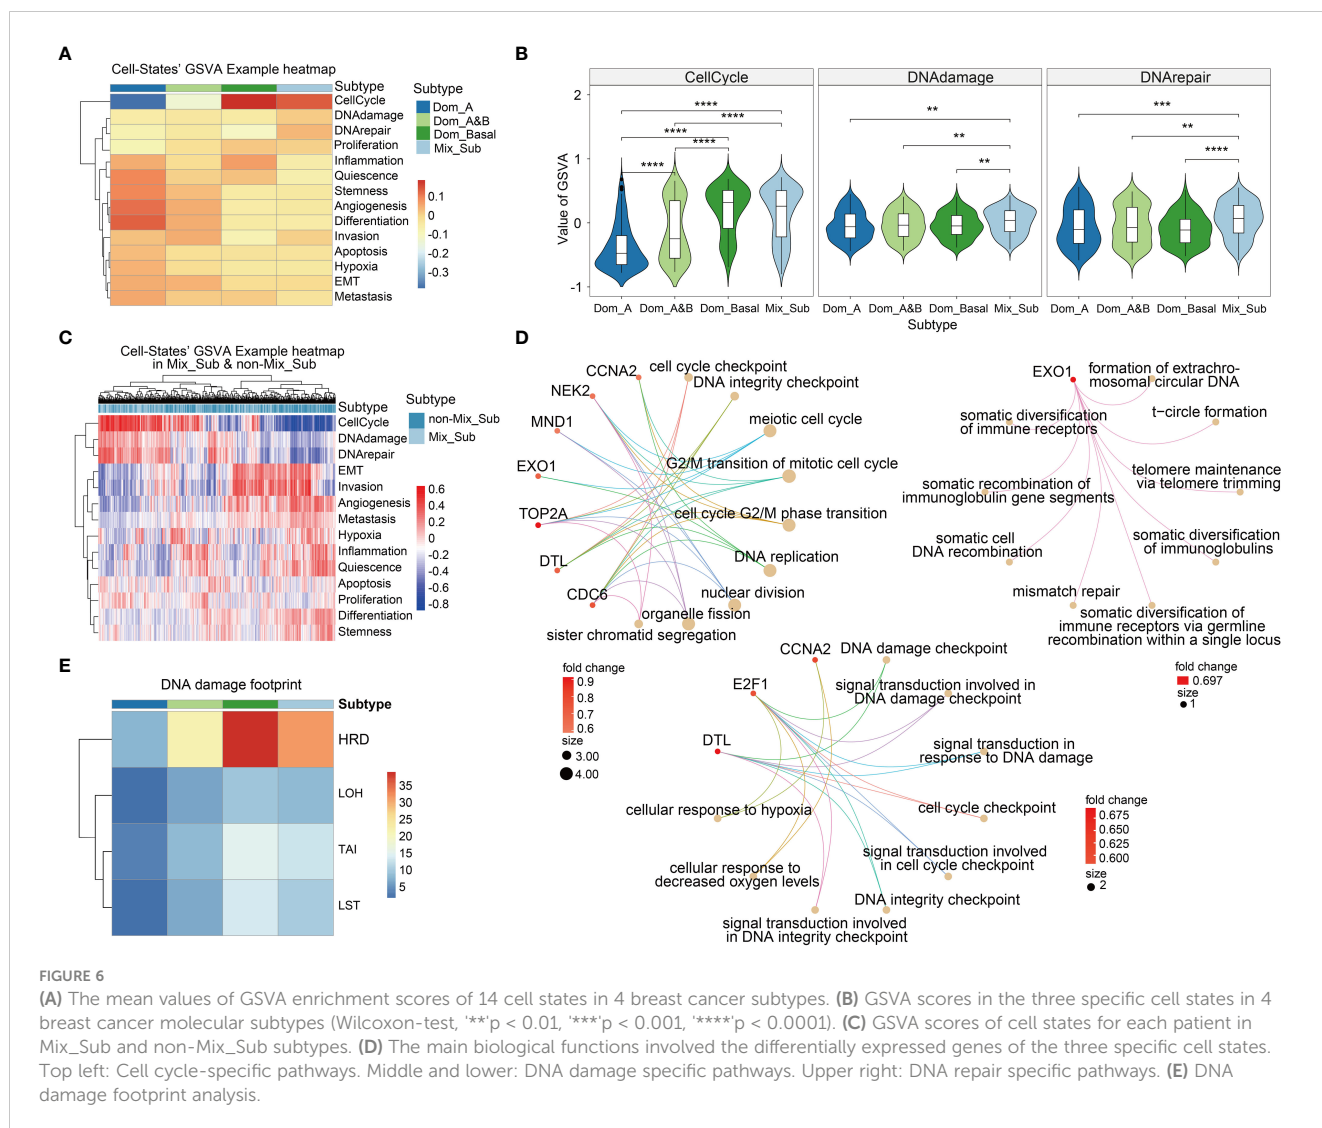 A
Cell-States' GSVA Example heatmap
Subtype
CellCycle
DNAdamage
DNArepair
Proliferation
Inflammation
Quiescence
Stemness
Angiogenesis
Differentiation
Invasion
Apoptosis
Hypoxia
EMT
Metastasis
Subtype
Dom_A
Dom_A&B
Dom_Basal
Mix_Sub
0.1
0
-0.1
-0.2
-0.3
B
CellCycle
DNAdamage
DNArepair
Value of GSVA
2
1
0
-1
****
****
****
****
****
**
**
**
***
**
****
Dom_A Dom_A&B Dom_Basal Mix_Sub
Dom_A Dom_A&B Dom_Basal Mix_Sub
Dom_A Dom_A&B Dom_Basal Mix_Sub
Subtype
C
Cell-States' GSVA Example heatmap
in Mix_Sub & non-Mix_Sub
Subtype
CellCycle
DNAdamage
DNArepair
EMT
Invasion
Angiogenesis
Metastasis
Hypoxia
Inflammation
Quiescence
Apoptosis
Proliferation
Differentiation
Stemness
Subtype
non-Mix_Sub
Mix_Sub
0.6
0.4
0.2
0
-0.2
-0.4
-0.6
-0.8
D
CCNA2
NEK2
MND1
EXO1
TOP2A
DTL
CDC6
cell cycle checkpoint
DNA integrity checkpoint
meiotic cell cycle
G2/M transition of mitotic cell cycle
cell cycle G2/M phase transition
DNA replication
nuclear division
organelle fission
sister chromatid segregation
fold change
0.9
0.8
0.7
0.6
size
3.00
4.00
EXO1
formation of extrachro-
mosomal circular DNA
t−circle formation
telomere maintenance
via telomere trimming
somatic diversification
of immunoglobulins
somatic diversification of
immune receptors via germline
recombination within a single locus
mismatch repair
somatic cell
DNA recombination
somatic recombination of
immunoglobulin gene segments
somatic diversification
of immune receptors
fold change
0.697
size
1
CCNA2
E2F1
DTL
DNA damage checkpoint
signal transduction involved in
DNA damage checkpoint
signal transduction in
response to DNA damage
cell cycle checkpoint
signal transduction involved
in cell cycle checkpoint
DNA integrity checkpoint
signal transduction involved
in DNA integrity checkpoint
cellular response to
decreased oxygen levels
cellular response to hypoxia
fold change
0.675
0.650
0.625
0.600
size
2
E
DNA damage footprint
Subtype
HRD
LOH
TAI
LST
35
30
25
20
15
10
5
FIGURE 6
(A) The mean values of GSVA enrichment scores of 14 cell states in 4 breast cancer subtypes. (B) GSVA scores in the three specific cell states in 4
breast cancer molecular subtypes (Wilcoxon-test, '**'p < 0.01, '***'p < 0.001, '****'p < 0.0001). (C) GSVA scores of cell states for each patient in
Mix_Sub and non-Mix_Sub subtypes. (D) The main biological functions involved the differentially expressed genes of the three specific cell states.
Top left: Cell cycle-specific pathways. Middle and lower: DNA damage specific pathways. Upper right: DNA repair specific pathways. (E) DNA
damage footprint analysis.